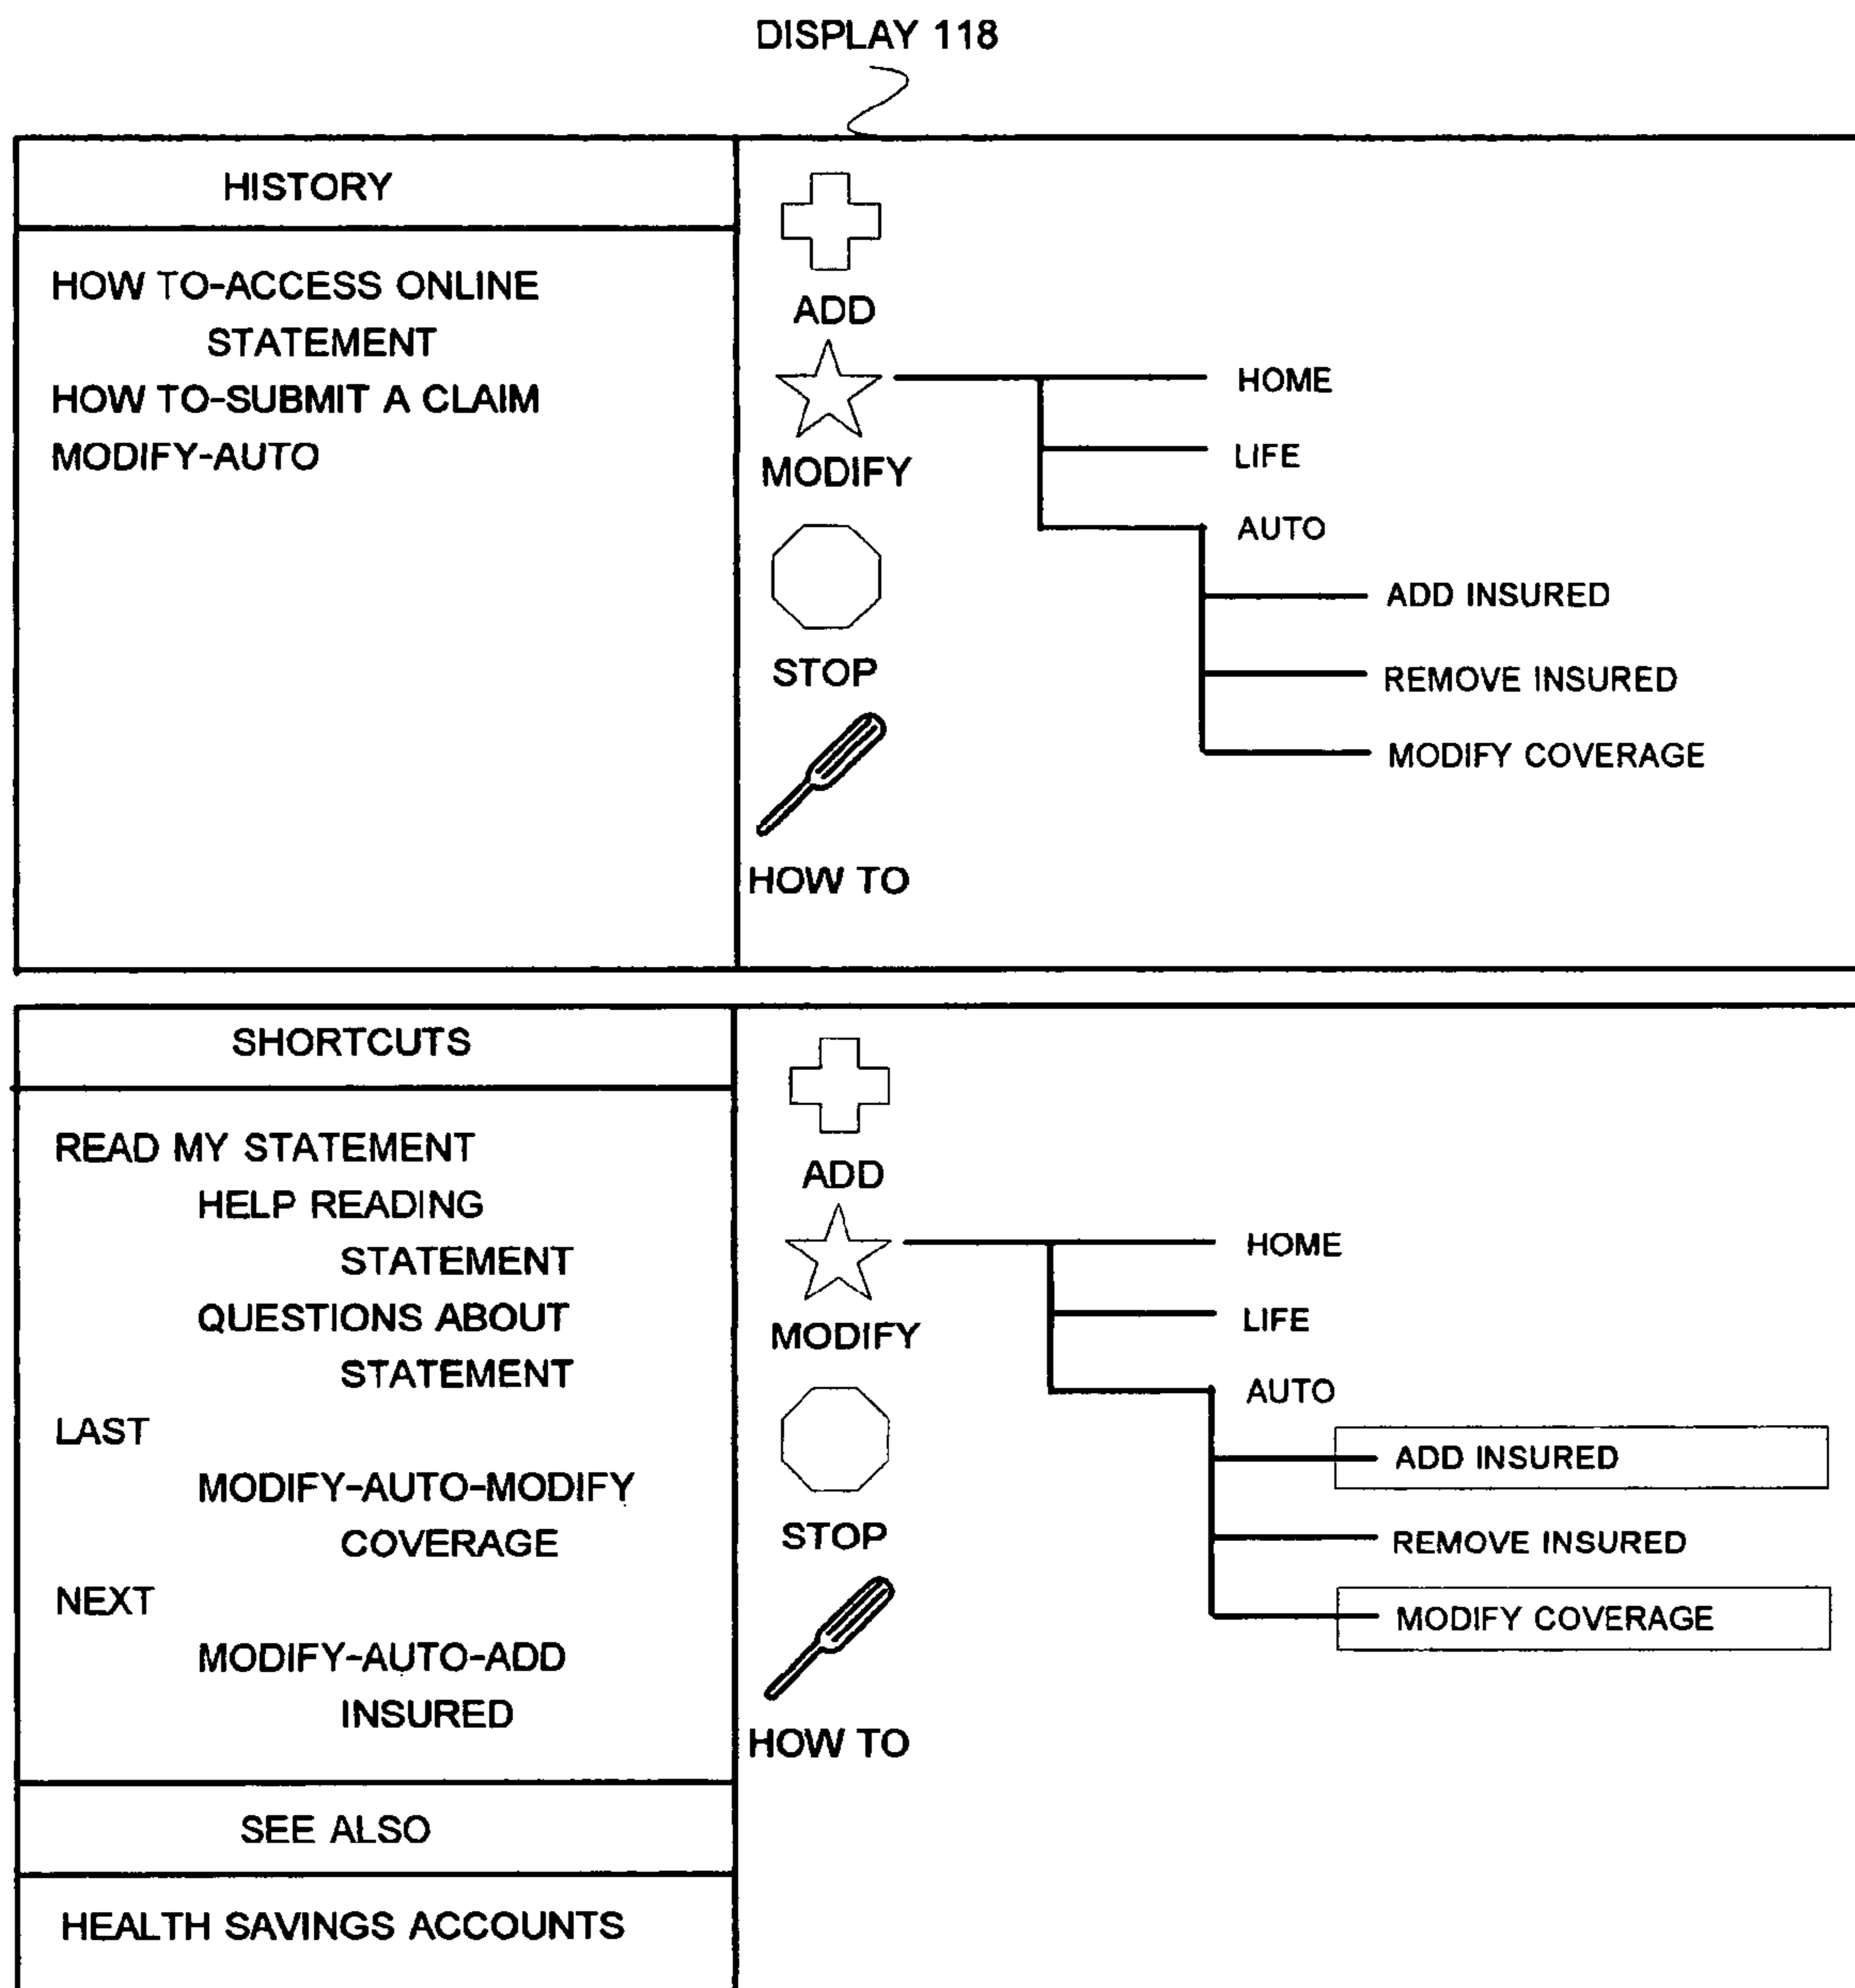 DISPLAY 118
HISTORY
HOW TO-ACCESS ONLINE
STATEMENT
HOW TO-SUBMIT A CLAIM
MODIFY-AUTO
ADD
MODIFY
STOP
HOW TO
HOME
LIFE
AUTO
ADD INSURED
REMOVE INSURED
MODIFY COVERAGE
SHORTCUTS
READ MY STATEMENT
HELP READING
STATEMENT
QUESTIONS ABOUT
STATEMENT
LAST
MODIFY-AUTO-MODIFY
COVERAGE
NEXT
MODIFY-AUTO-ADD
INSURED
SEE ALSO
HEALTH SAVINGS ACCOUNTS
ADD
MODIFY
STOP
HOW TO
HOME
LIFE
AUTO
ADD INSURED
REMOVE INSURED
MODIFY COVERAGE